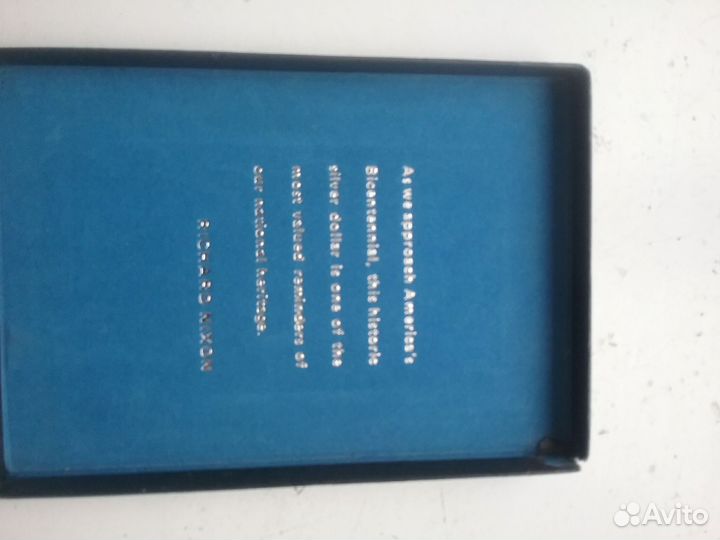 As we approach America's
Bicentennial, this historic
silver dollar is one of the
most valued reminders of
our national heritage.
RICHARD NIXON
Avito